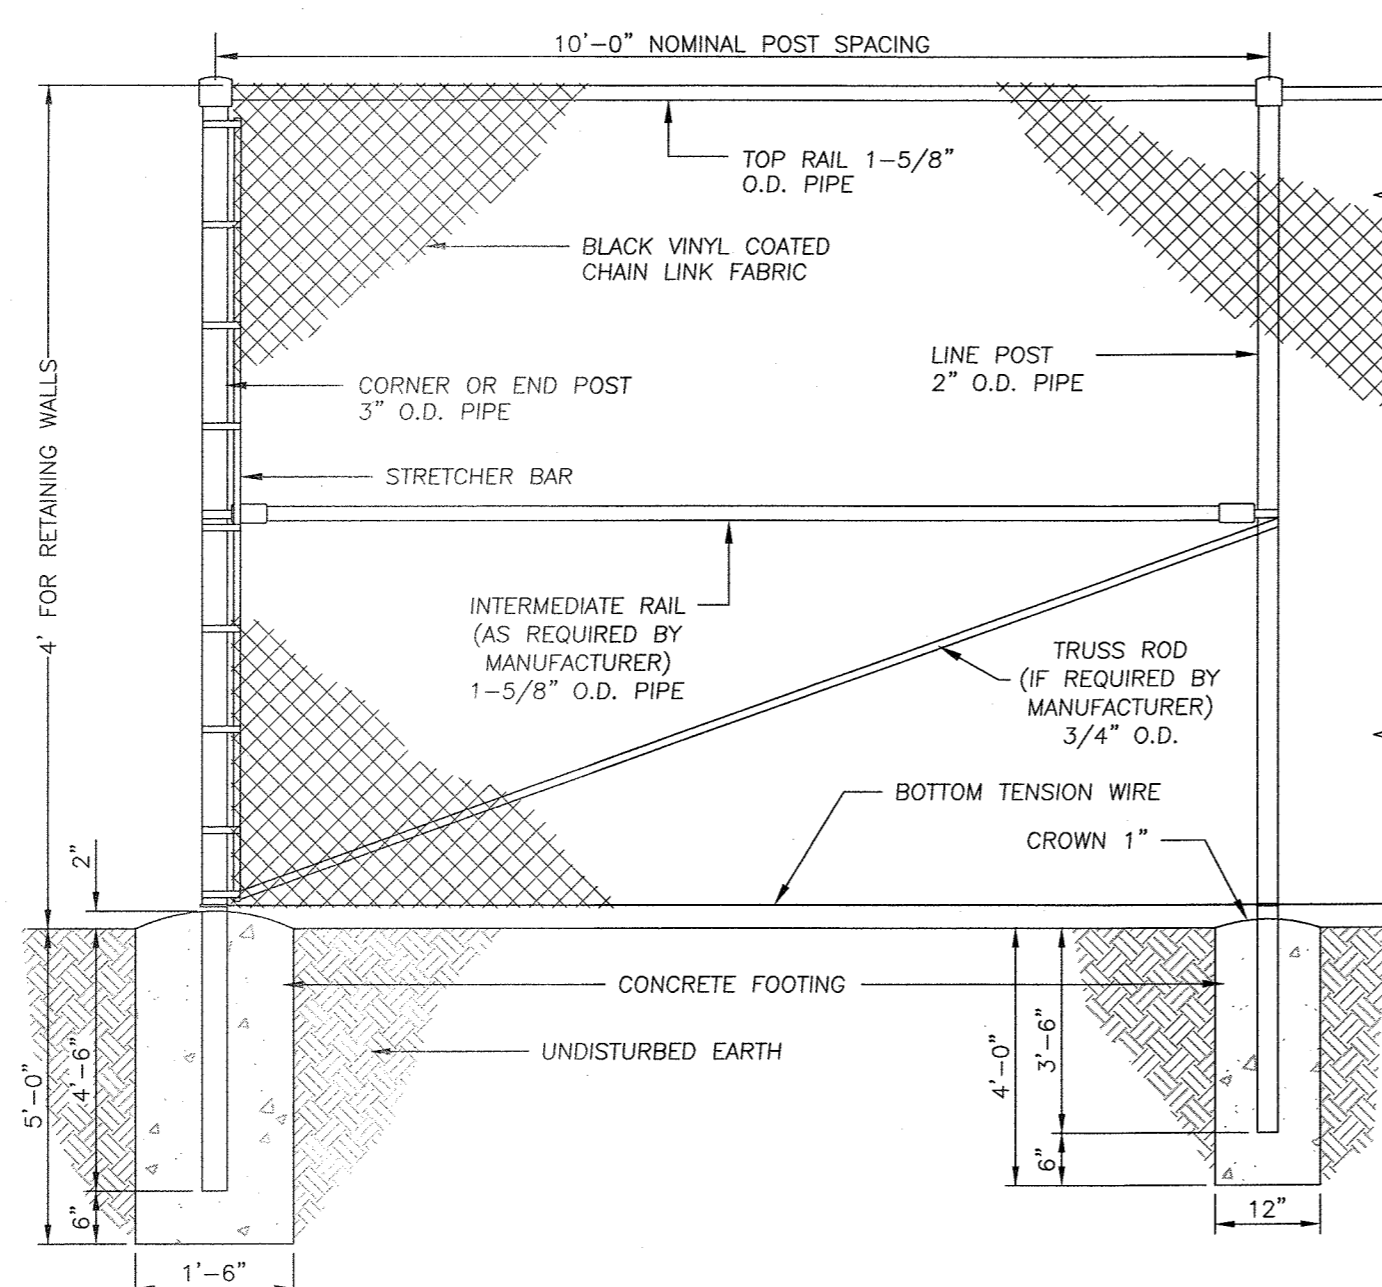 10'-0" NOMINAL POST SPACING
TOP RAIL 1-5/8"
O.D. PIPE
BLACK VINYL COATED
CHAIN LINK FABRIC
LINE POST
2" O.D. PIPE
CORNER OR END POST
3" O.D. PIPE
4' FOR RETAINING WALLS
STRETCHER BAR
INTERMEDIATE RAIL
(AS REQUIRED BY
MANUFACTURER)
1-5/8" O.D. PIPE
TRUSS ROD
(IF REQUIRED BY
MANUFACTURER)
3/4" O.D.
BOTTOM TENSION WIRE
CROWN 1"
2"
CONCRETE FOOTING
UNDISTURBED EARTH
5'-0"
4'-6"
6"
1'-6"
4'-0"
3'-6"
6"
12"